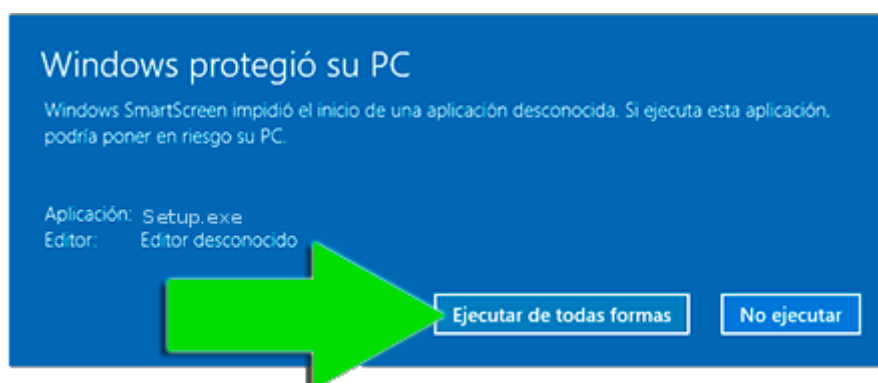 Windows protegió su PC
Windows SmartScreen impidió el inicio de una aplicación desconocida. Si ejecuta esta aplicación,
podría poner en riesgo su PC.
Aplicación: Setup.exe
Editor: Editor desconocido
Ejecutar de todas formas No ejecutar